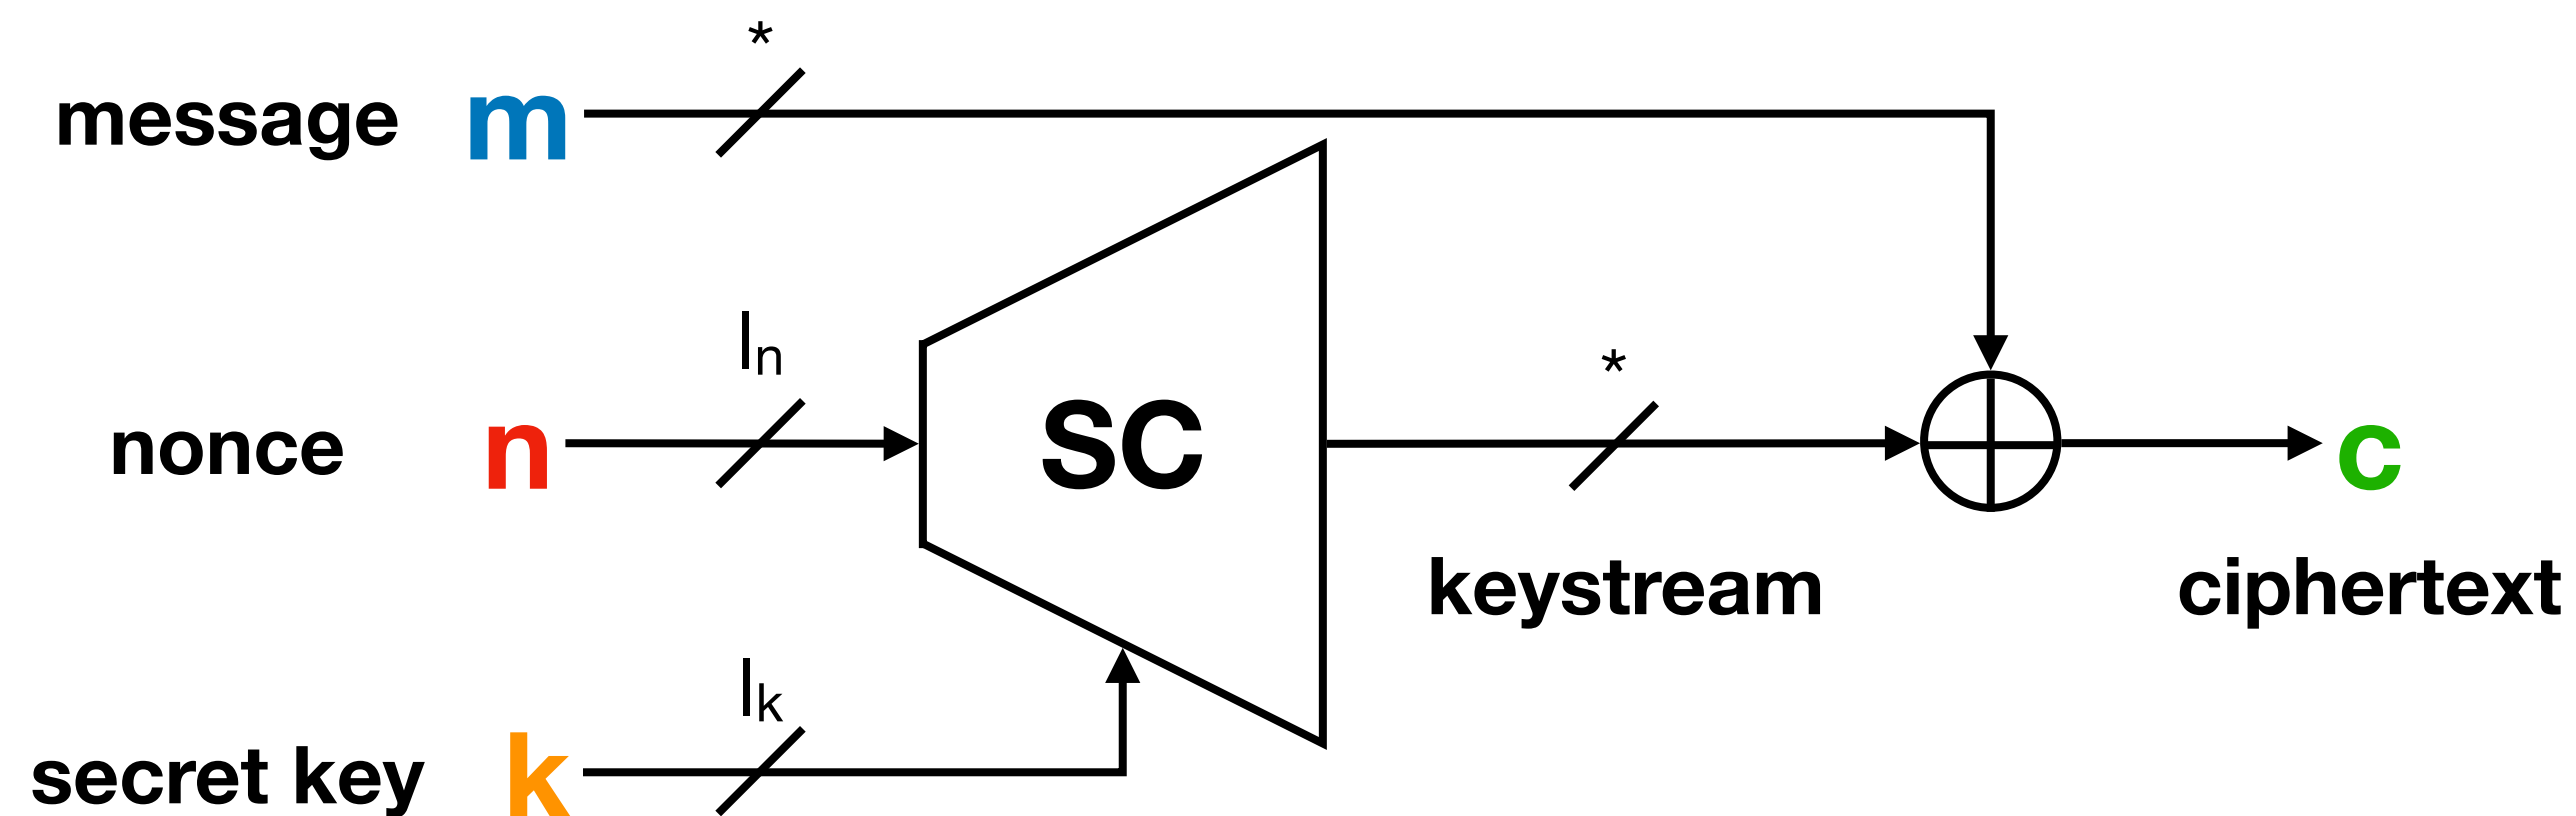 *
message m
lₙ
nonce n
SC
*
c
keystream
ciphertext
lₖ
secret key k